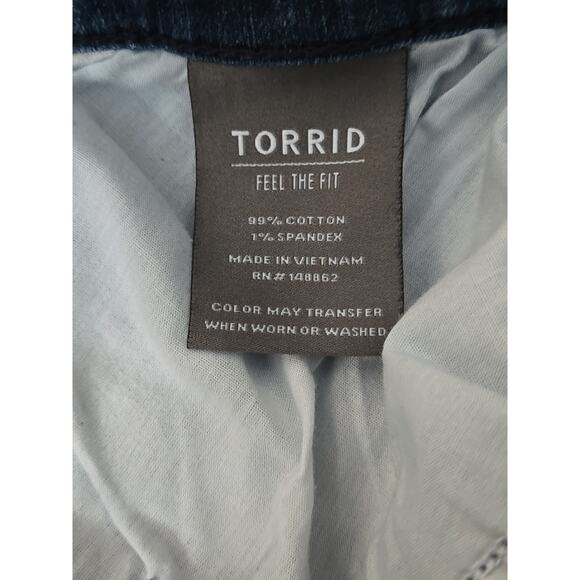 TORRID
FEEL THE FIT
99% COTTON
1% SPANDEX
MADE IN VIETNAM
RN# 148862
COLOR MAY TRANSFER
WHEN WORN OR WASHED